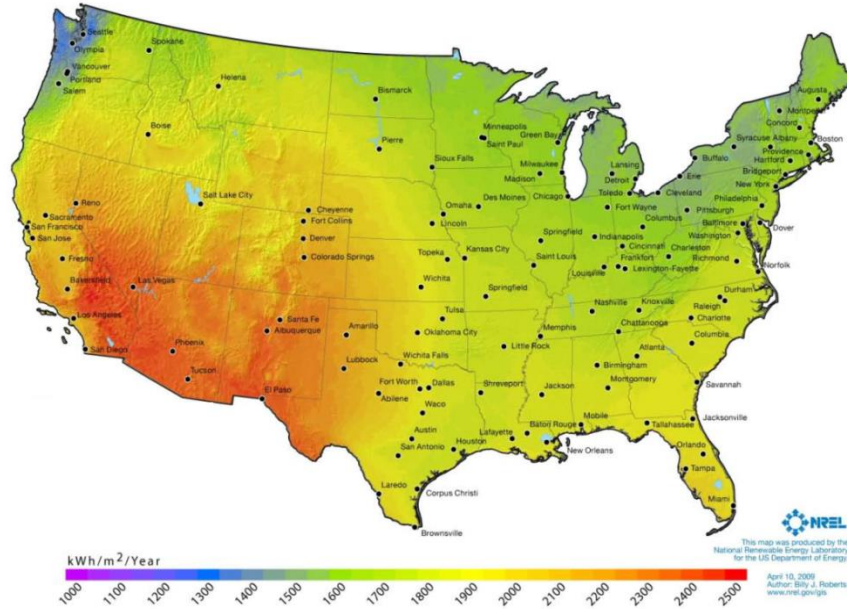 Seattle
Olympia
Spokane
Vancouver
Portland
Salem
Helena
Bismarck
Boise
Pierre
Minneapolis
Saint Paul
Green Bay
Augusta
Montpelier
Concord
Boston
Syracuse Albany
Providence
Hartford
Bridgeport
New York
Buffalo
Erie
Sioux Falls
Milwaukee
Madison
Lansing
Detroit
Toledo
Cleveland
Chicago
Philadelphia
Pittsburgh
Baltimore
Dover
Washington
Reno
Sacramento
San Francisco
San Jose
Fresno
Salt Lake City
Cheyenne
Fort Collins
Denver
Colorado Springs
Omaha
Des Moines
Lincoln
Fort Wayne
Columbus
Indianapolis
Cincinnati
Springfield
Charleston
Richmond
Norfolk
Topeka
Kansas City
Saint Louis
Frankfort
Louisville
Lexington-Fayette
Bakersfield
Las Vegas
Wichita
Springfield
Durham
Raleigh
Nashville
Knoxville
Charlotte
Los Angeles
Santa Fe
Albuquerque
Amarillo
Tulsa
Oklahoma City
Memphis
Chattanooga
Columbia
San Diego
Phoenix
Tucson
Lubbock
Wichita Falls
Little Rock
Atlanta
Birmingham
Savannah
El Paso
Fort Worth
Dallas
Abilene
Shreveport
Jackson
Montgomery
Waco
Austin
San Antonio
Houston
Lafayette
Baton Rouge
Mobile
New Orleans
Tallahassee
Jacksonville
Orlando
Tampa
Miami
Laredo
Corpus Christi
Brownsville
NREL
This map was produced by the
National Renewable Energy Laboratory
for the US Department of Energy.
April 10, 2009
Author: Billy J. Roberts
www.nrel.gov/gis
kWh/m²/Year
1000 1100 1200 1300 1400 1500 1600 1700 1800 1900 2000 2100 2200 2300 2400 2500